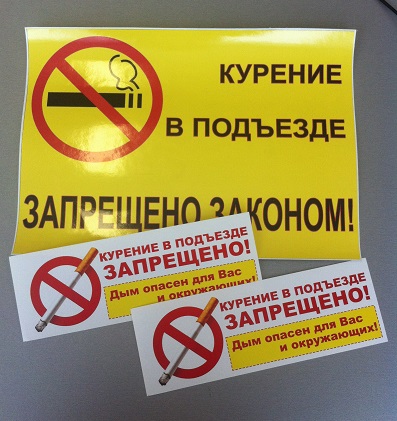 КУРЕНИЕ
В ПОДЪЕЗДЕ
ЗАПРЕЩЕНО ЗАКОНОМ!
КУРЕНИЕ В ПОДЪЕЗДЕ
ЗАПРЕЩЕНО!
Дым опасен для Вас
и окружающих!
КУРЕНИЕ В ПОДЪЕЗДЕ
ЗАПРЕЩЕНО!
Дым опасен для Вас
и окружающих!